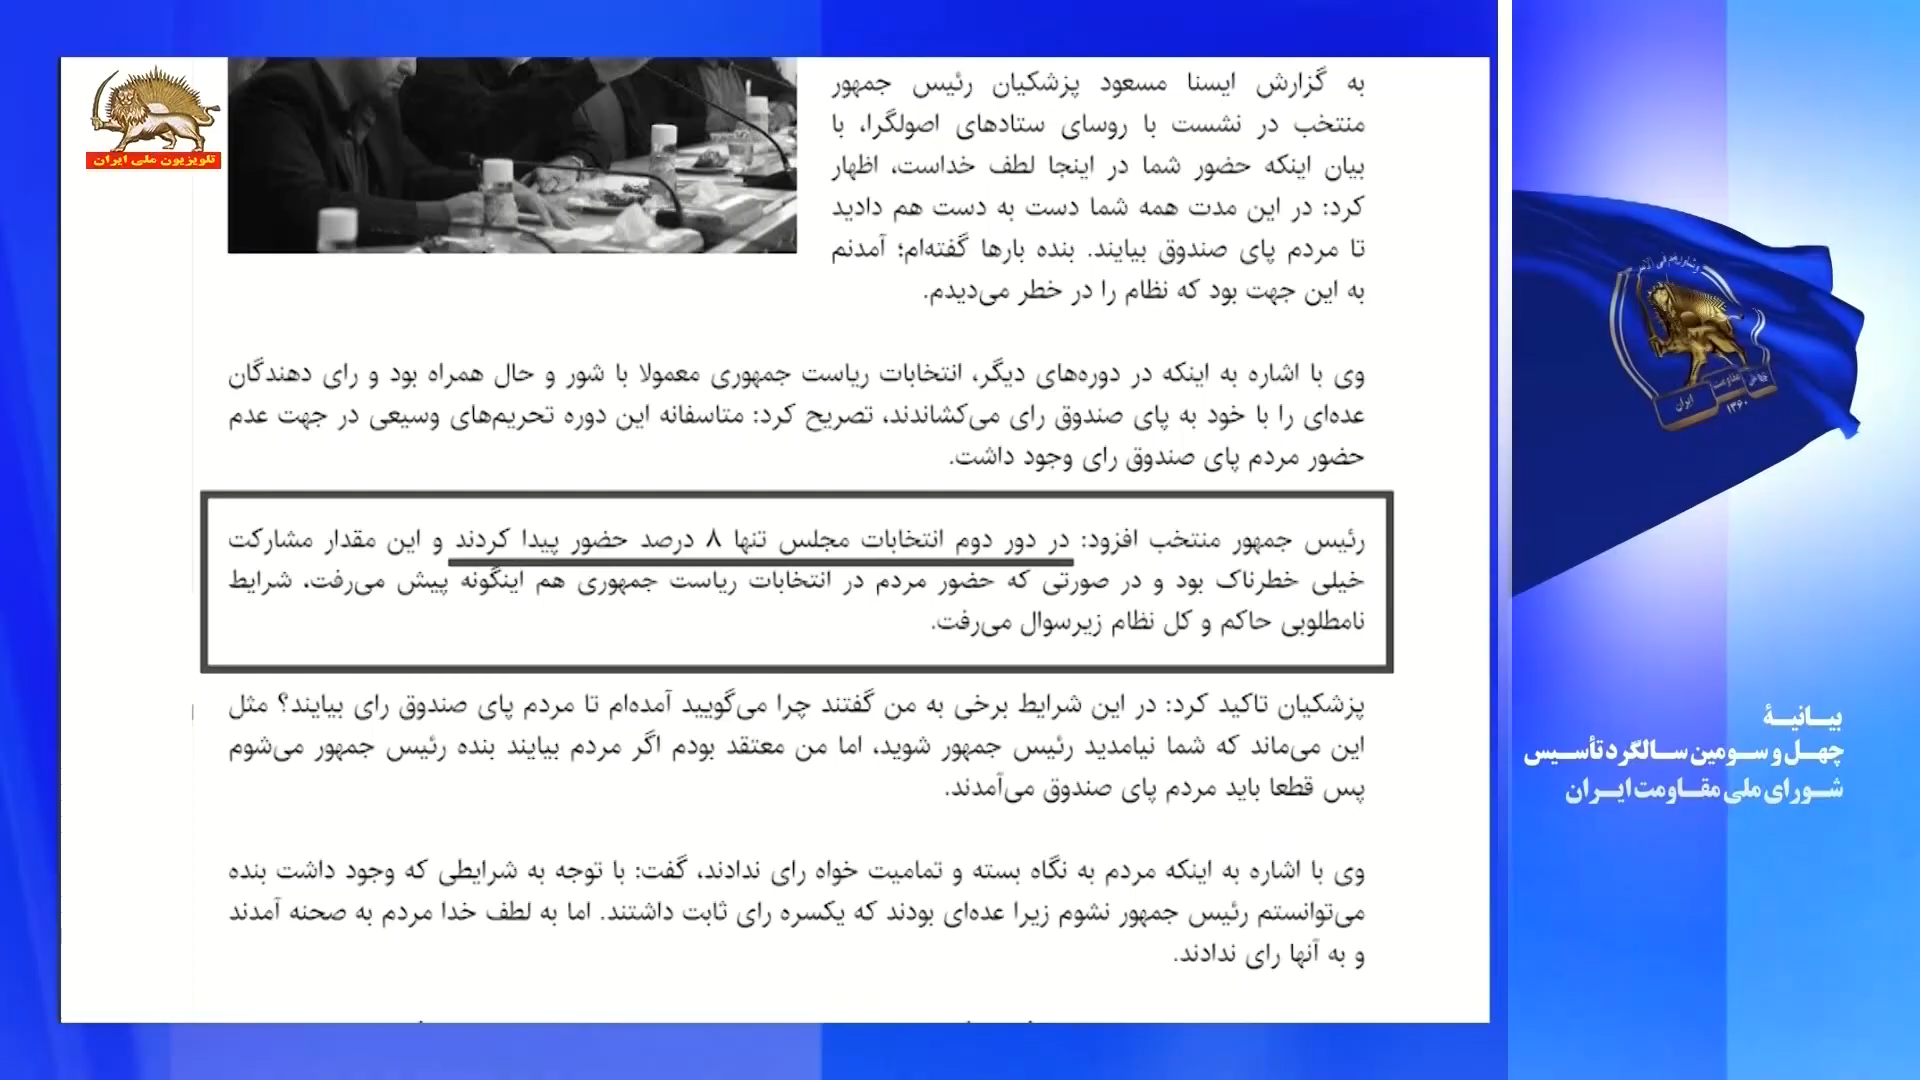 تلویزیون ملی ایران
به گزارش ایسنا مسعود پزشکیان رئیس جمهور
منتخب در نشست با روسای ستادهای اصولگرا، با
بیان اینکه حضور شما در اینجا لطف خداست، اظهار
کرد: در این مدت همه شما دست به دست هم دادید
تا مردم پای صندوق بیایند. بنده بارها گفته‌ام؛ آمدنم
به این جهت بود که نظام را در خطر می‌دیدم.
وی با اشاره به اینکه در دوره‌های دیگر، انتخابات ریاست جمهوری معمولا با شور و حال همراه بود و رای دهندگان
عده‌ای را با خود به پای صندوق رای می‌کشاندند، تصریح کرد: متاسفانه این دوره تحریم‌های وسیعی در جهت عدم
حضور مردم پای صندوق رای وجود داشت.
رئیس جمهور منتخب افزود: در دور دوم انتخابات مجلس تنها ۸ درصد حضور پیدا کردند و این مقدار مشارکت
خیلی خطرناک بود و در صورتی که حضور مردم در انتخابات ریاست جمهوری هم اینگونه پیش می‌رفت، شرایط
نامطلوبی حاکم و کل نظام زیرسوال می‌رفت.
پزشکیان تاکید کرد: در این شرایط برخی به من گفتند چرا می‌گویید آمده‌ام تا مردم پای صندوق رای بیایند؟ مثل
این می‌ماند که شما نیامدید رئیس جمهور شوید، اما من معتقد بودم اگر مردم بیایند بنده رئیس جمهور می‌شوم
پس قطعا باید مردم پای صندوق می‌آمدند.
وی با اشاره به اینکه مردم به نگاه بسته و تمامیت خواه رای ندادند، گفت: با توجه به شرایطی که وجود داشت بنده
می‌توانستم رئیس جمهور نشوم زیرا عده‌ای بودند که یکسره رای ثابت داشتند. اما به لطف خدا مردم به صحنه آمدند
و به آنها رای ندادند.
وشاورهم فی الامر
شورای ملی مقاومت ایران
۱۳۶۰
بیـانیـهٔ
چهـل و سـومین سـالگرد تأسـیس
شـورای ملی مقـاومت ایـران